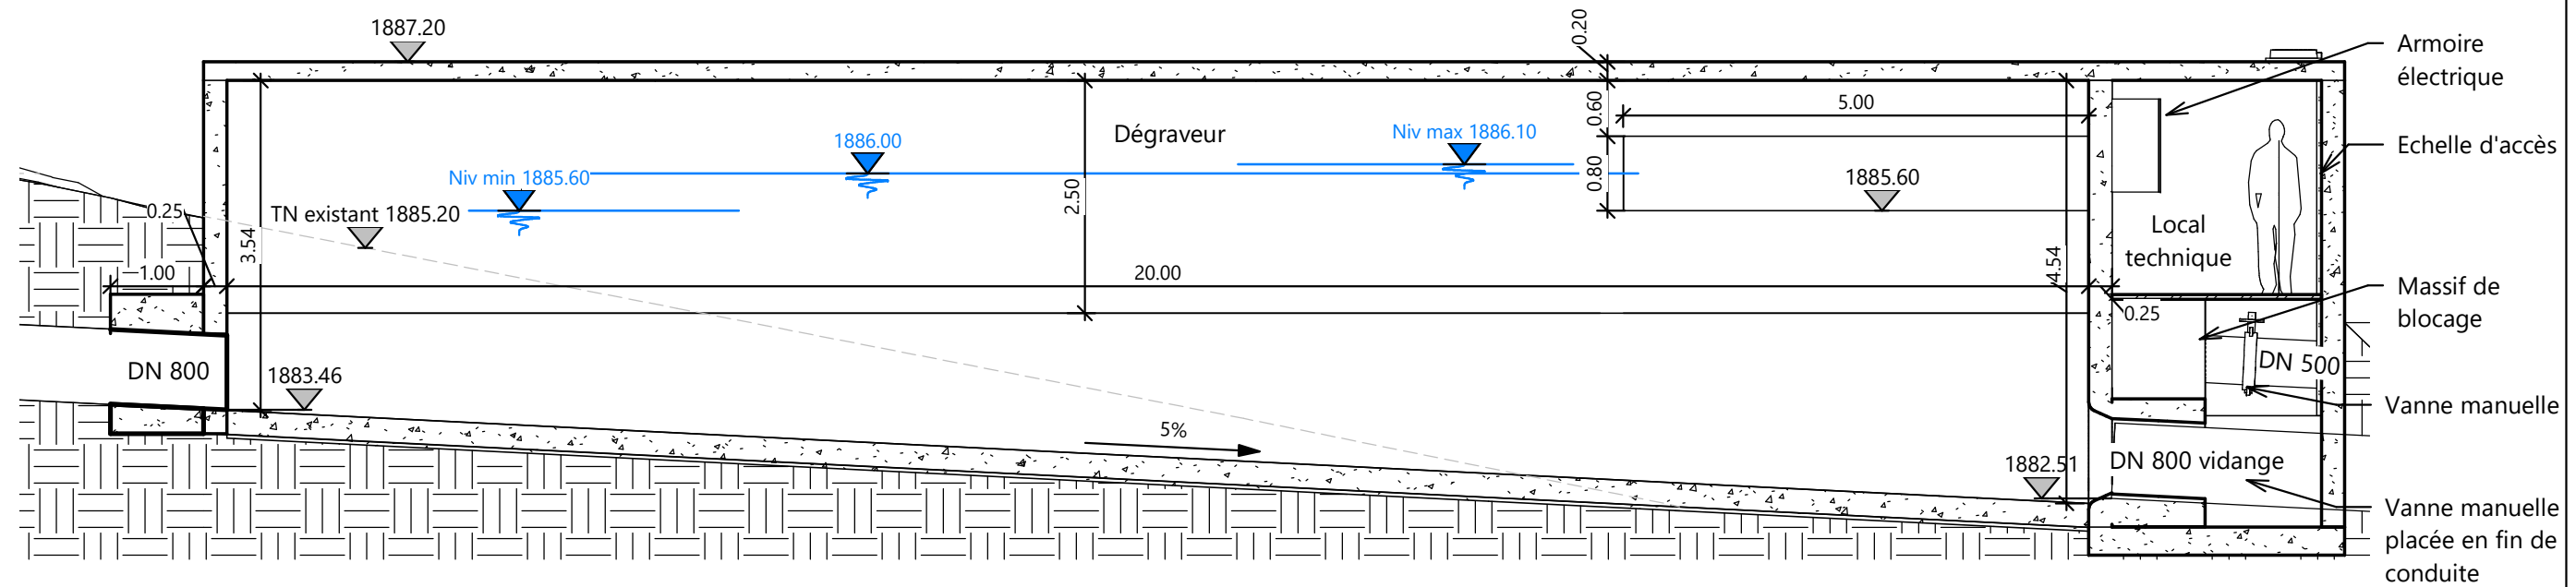 1887.20
0.20
Armoire
électrique
0.60
5.00
Dégraveur
1886.00
Niv max 1886.10
Echelle d'accès
Niv min 1885.60
0.80
1885.60
2.50
0.25
TN existant 1885.20
3.54
Local
technique
4.54
1.00
20.00
Massif de
blocage
0.25
DN 800
1883.46
DN 500
Vanne manuelle
5%
1882.51
DN 800 vidange
Vanne manuelle
placée en fin de
conduite